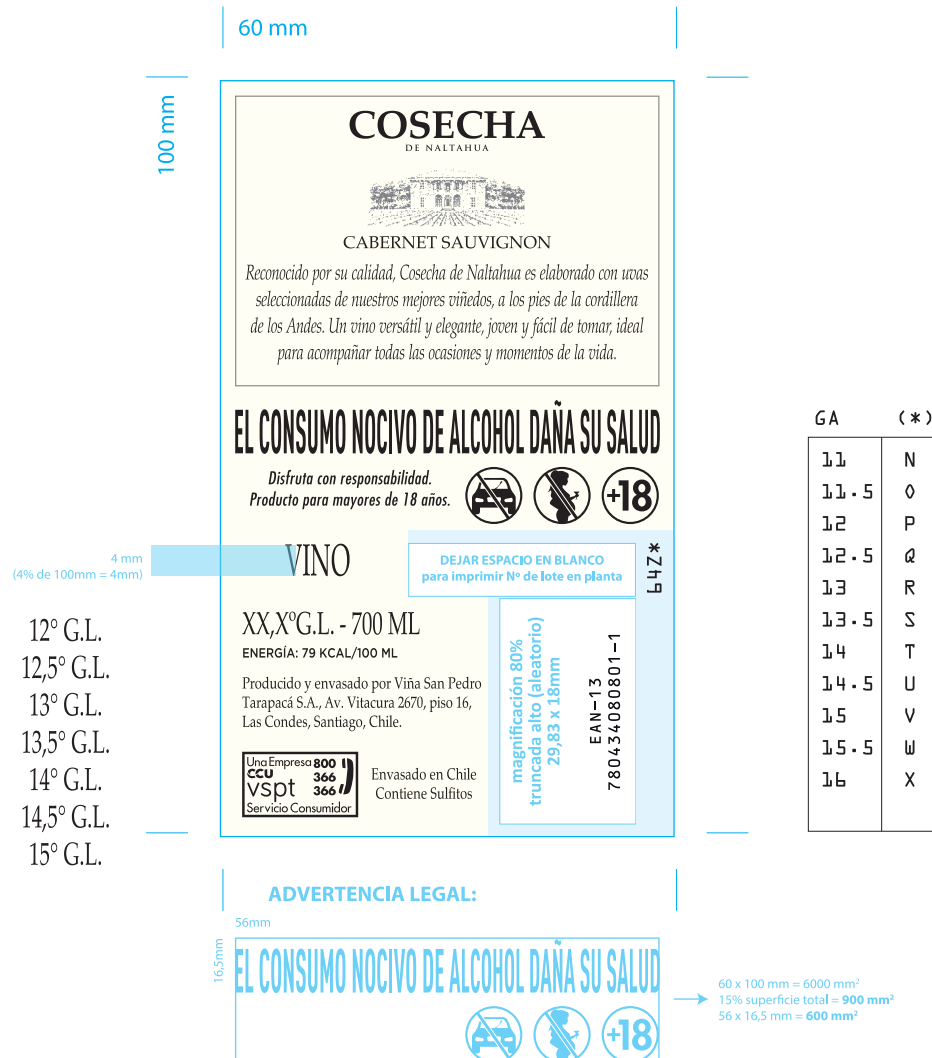 60 mm
100 mm
COSECHA
DE NALTAHUA
CABERNET SAUVIGNON
Reconocido por su calidad, Cosecha de Naltahua es elaborado con uvas
seleccionadas de nuestros mejores viñedos, a los pies de la cordillera
de los Andes. Un vino versátil y elegante, joven y fácil de tomar, ideal
para acompañar todas las ocasiones y momentos de la vida.
EL CONSUMO NOCIVO DE ALCOHOL DAÑA SU SALUD
Disfruta con responsabilidad.
Producto para mayores de 18 años.
+18
4 mm
(4% de 100mm = 4mm)
VINO
DEJAR ESPACIO EN BLANCO
para imprimir Nº de lote en planta
64Z*
XX,XºG.L. - 700 ML
ENERGÍA: 79 KCAL/100 ML
Producido y envasado por Viña San Pedro
Tarapacá S.A., Av. Vitacura 2670, piso 16,
Las Condes, Santiago, Chile.
Una Empresa
CCU
vspt
800
366
366
Servicio Consumidor
Envasado en Chile
Contiene Sulfitos
magnificación 80%
truncada alto (aleatorio)
29,83 x 18mm
EAN-13
780434080801-1
12° G.L.
12,5° G.L.
13° G.L.
13,5° G.L.
14° G.L.
14,5° G.L.
15° G.L.
GA (*)
11 N
11.5 O
12 P
12.5 Q
13 R
13.5 S
14 T
14.5 U
15 V
15.5 W
16 X
ADVERTENCIA LEGAL:
56mm
16,5mm
EL CONSUMO NOCIVO DE ALCOHOL DAÑA SU SALUD
+18
60 x 100 mm = 6000 mm²
15% superficie total = 900 mm²
56 x 16,5 mm = 600 mm²